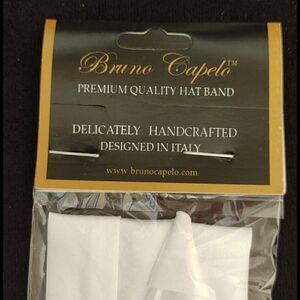 Bruno Capelo™
PREMIUM QUALITY HAT BAND
DELICATELY HANDCRAFTED
DESIGNED IN ITALY
www.brunocapelo.com